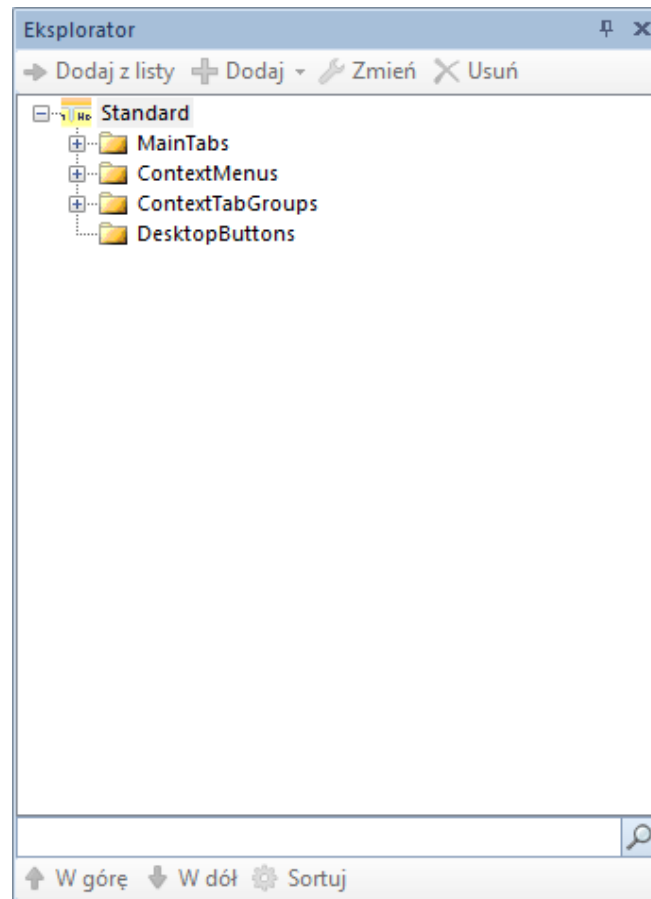 Eksplorator
Dodaj z listy Dodaj Zmień Usuń
Standard
MainTabs
ContextMenus
ContextTabGroups
DesktopButtons
W górę W dół Sortuj